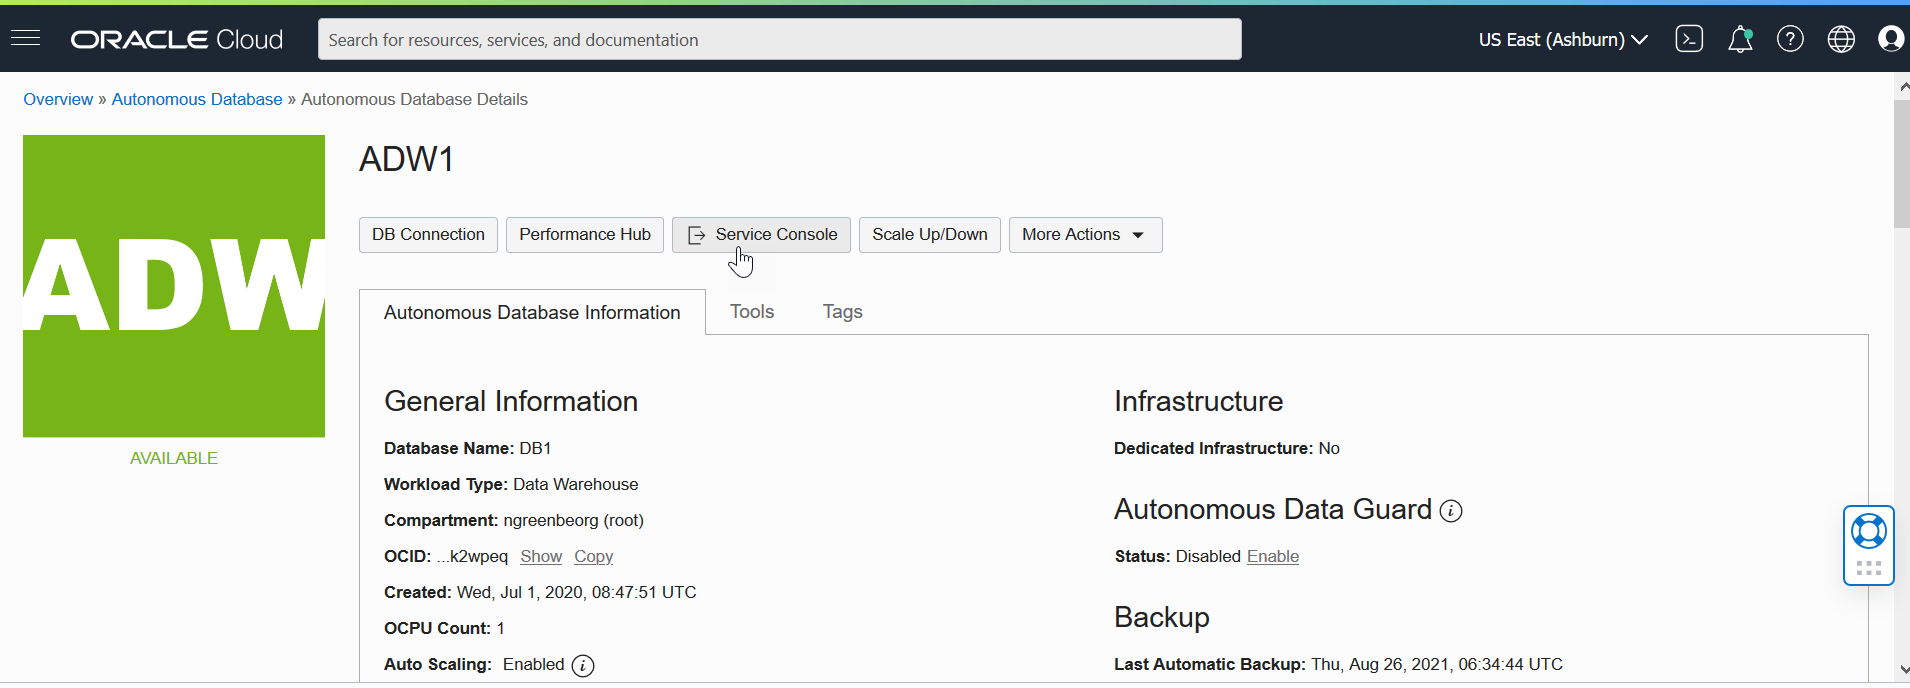 ORACLE Cloud
Search for resources, services, and documentation
US East (Ashburn)
Overview » Autonomous Database » Autonomous Database Details
ADW
AVAILABLE
ADW1
DB Connection
Performance Hub
Service Console
Scale Up/Down
More Actions
Autonomous Database Information
Tools
Tags
General Information
Database Name: DB1
Workload Type: Data Warehouse
Compartment: ngreenbeorg (root)
OCID: ...k2wpeq Show Copy
Created: Wed, Jul 1, 2020, 08:47:51 UTC
OCPU Count: 1
Auto Scaling: Enabled
Infrastructure
Dedicated Infrastructure: No
Autonomous Data Guard
Status: Disabled Enable
Backup
Last Automatic Backup: Thu, Aug 26, 2021, 06:34:44 UTC